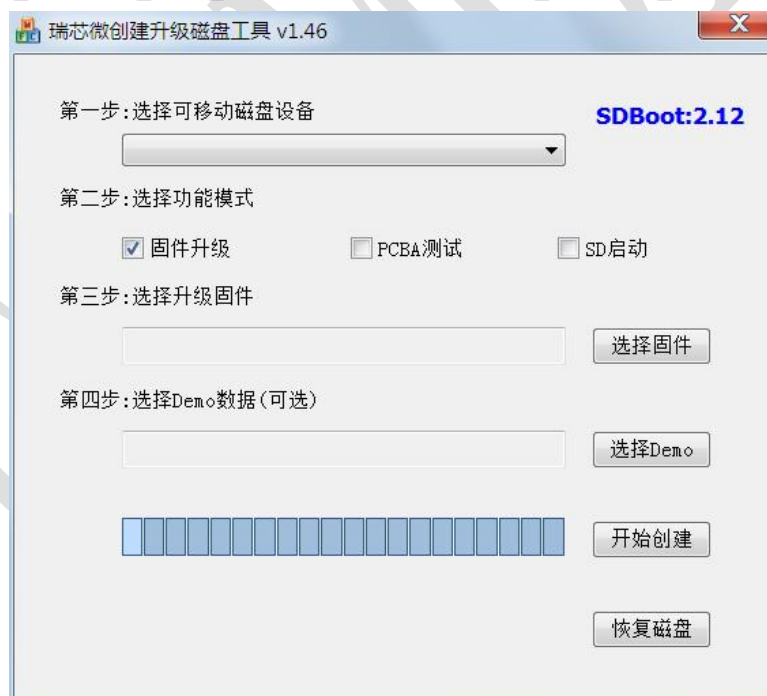 瑞芯微创建升级磁盘工具 v1.46
第一步:选择可移动磁盘设备
SDBoot:2.12
第二步:选择功能模式
固件升级 PCBA测试 SD启动
第三步:选择升级固件
选择固件
第四步:选择Demo数据(可选)
选择Demo
开始创建
恢复磁盘